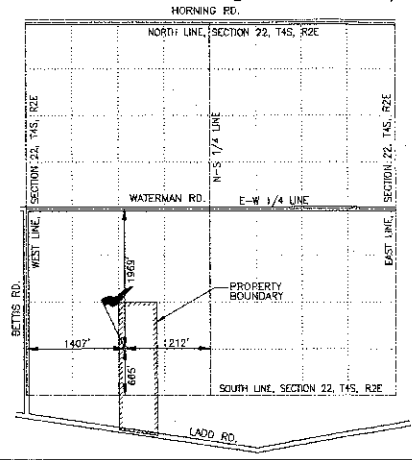 HORNING RD.
NORTH LINE, SECTION 22, T4S, R2E
WEST LINE, SECTION 22, T4S, R2E
N-S 1/4 LINE
EAST LINE, SECTION 22, T4S, R2E
WATERMAN RD.
E-W 1/4 LINE
BETTIS RD.
1969'
PROPERTY
BOUNDARY
1407'
1212'
665'
SOUTH LINE, SECTION 22, T4S, R2E
LADD RD.